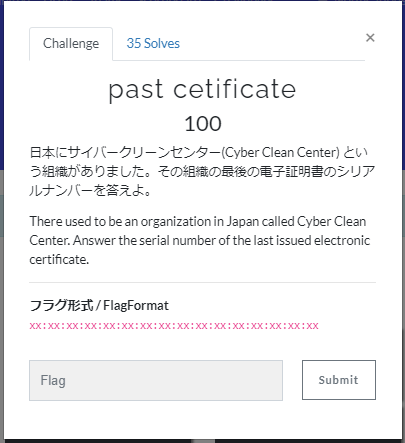 Challenge
35 Solves
×
past cetificate
100
日本にサイバークリーンセンター(Cyber Clean Center) とい
う組織がありました。その組織の最後の電子証明書のシリア
ルナンバーを答えよ。
There used to be an organization in Japan called Cyber Clean
Center. Answer the serial number of the last issued electronic
certificate.
フラグ形式 / FlagFormat
xx:xx:xx:xx:xx:xx:xx:xx:xx:xx:xx:xx:xx:xx:xx:xx
Flag
Submit